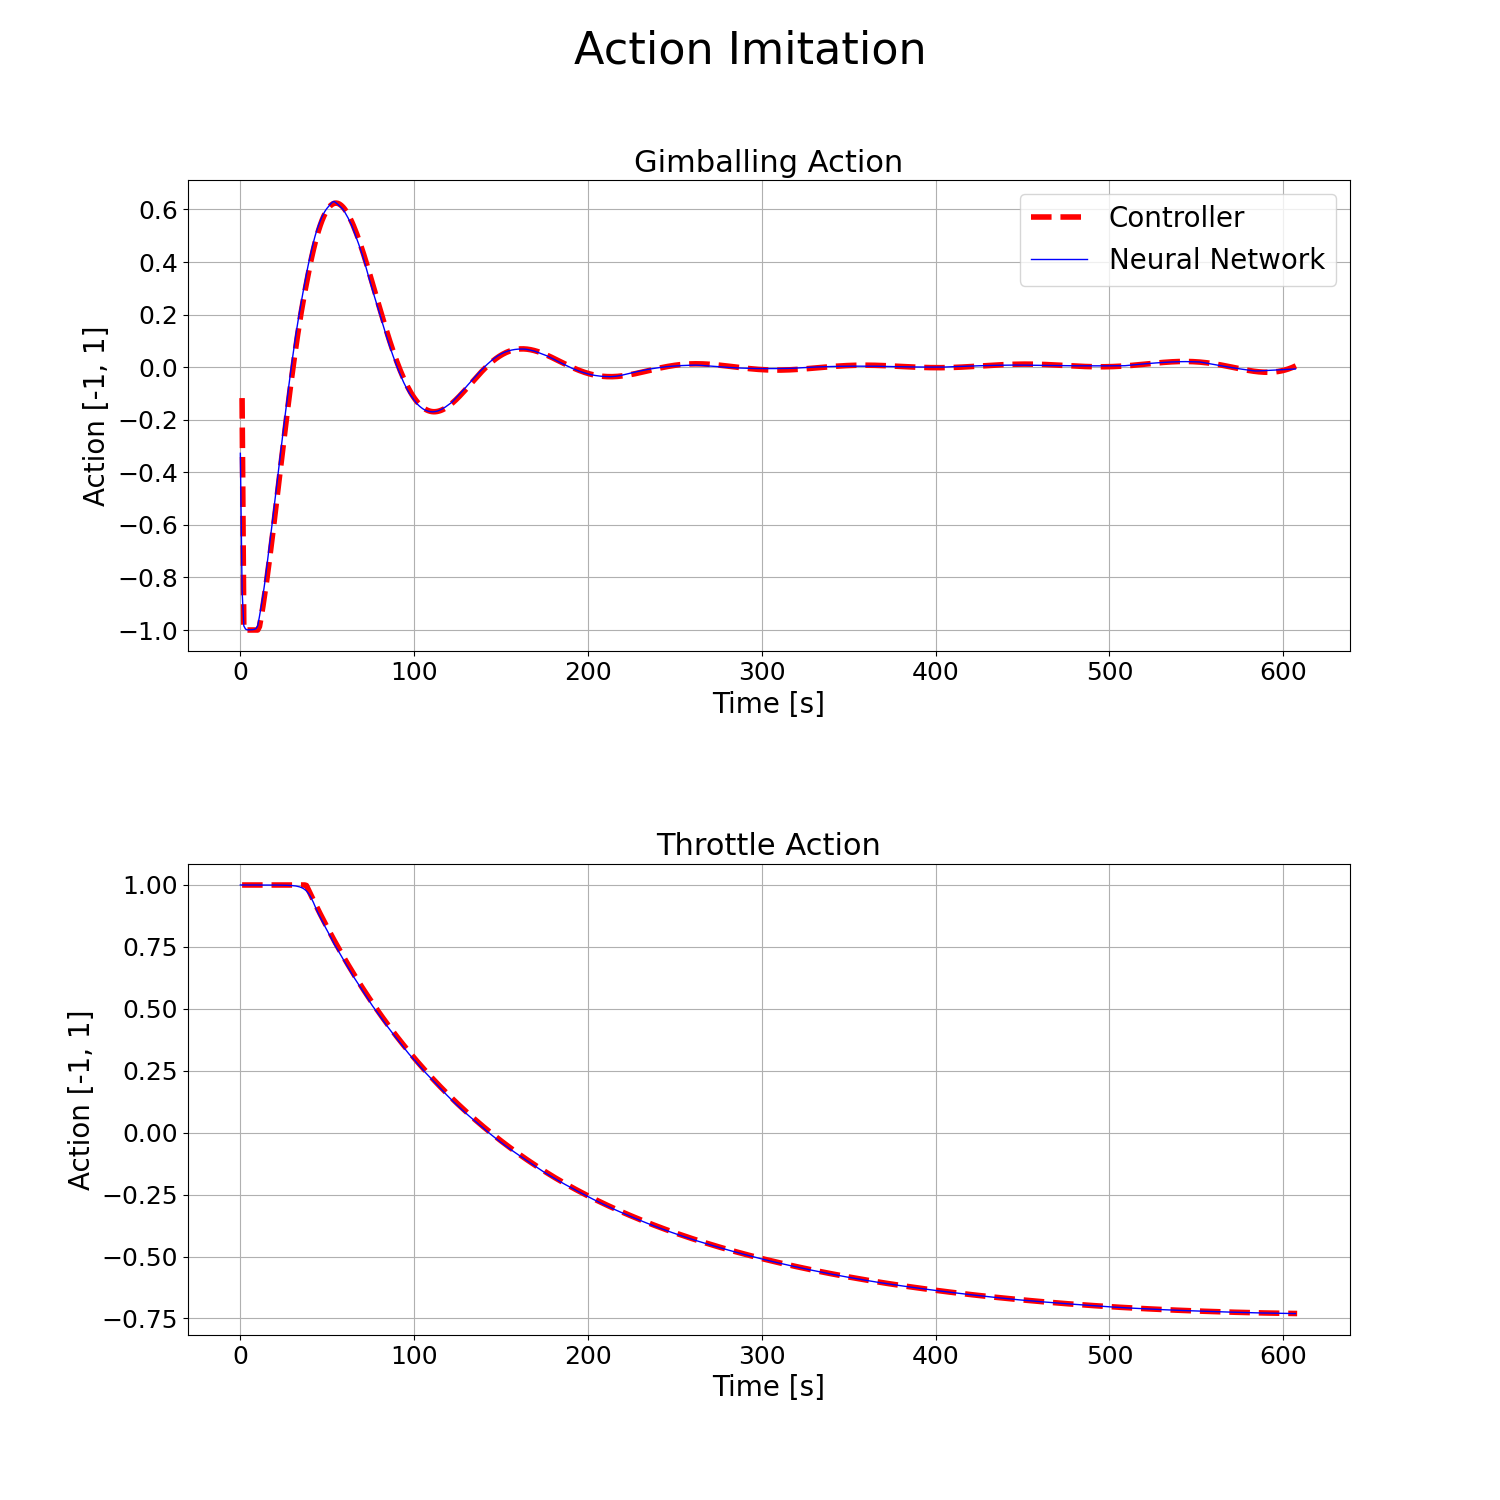 Action Imitation
Gimballing Action
Controller
Neural Network
Action [-1, 1]
0.6
0.4
0.2
0.0
−0.2
−0.4
−0.6
−0.8
−1.0
0 100 200 300 400 500 600
Time [s]
Throttle Action
Action [-1, 1]
1.00
0.75
0.50
0.25
0.00
−0.25
−0.50
−0.75
0 100 200 300 400 500 600
Time [s]